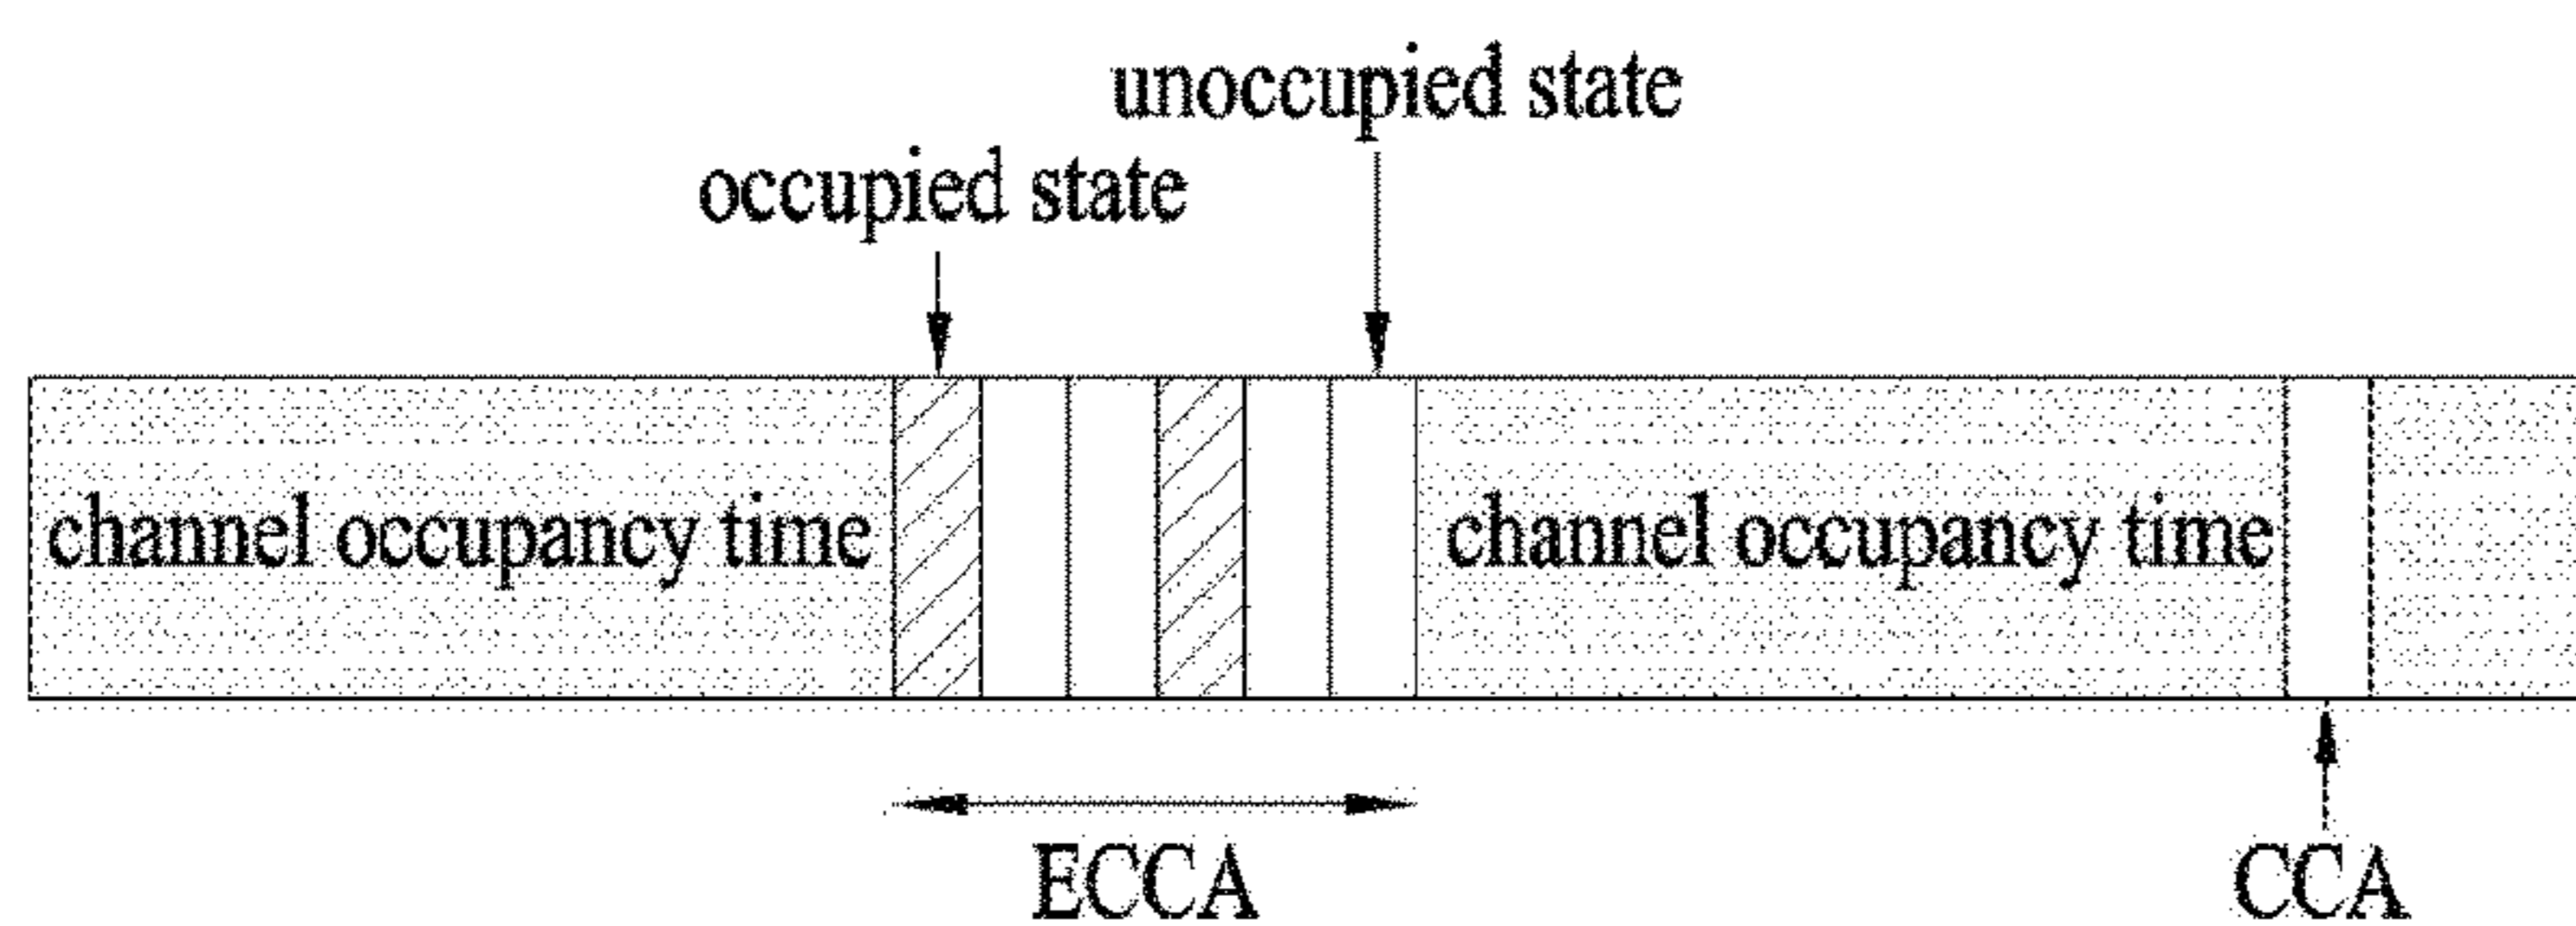 unoccupied state
occupied state
channel occupancy time
channel occupancy time
ECCA
CCA